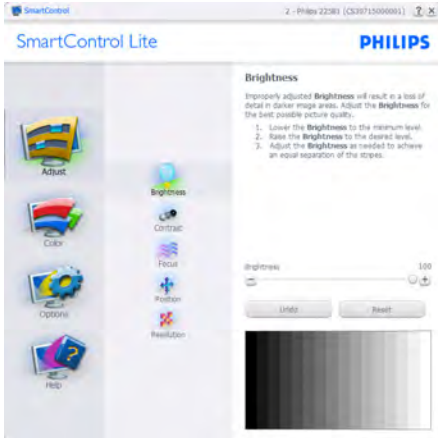 SmartControl
2 - Philips 225B1 (CS30715000001)
?
X
SmartControl Lite
PHILIPS
Adjust
Color
Options
Help
Brightness
Contrast
Focus
Position
Resolution
Brightness
Improperly adjusted Brightness will result in a loss of
detail in darker image areas. Adjust the Brightness for
the best possible picture quality.
1. Lower the Brightness to the minimum level.
2. Raise the Brightness to the desired level.
3. Adjust the Brightness as needed to achieve
an equal separation of the stripes.
Brightness 100
Undo
Reset